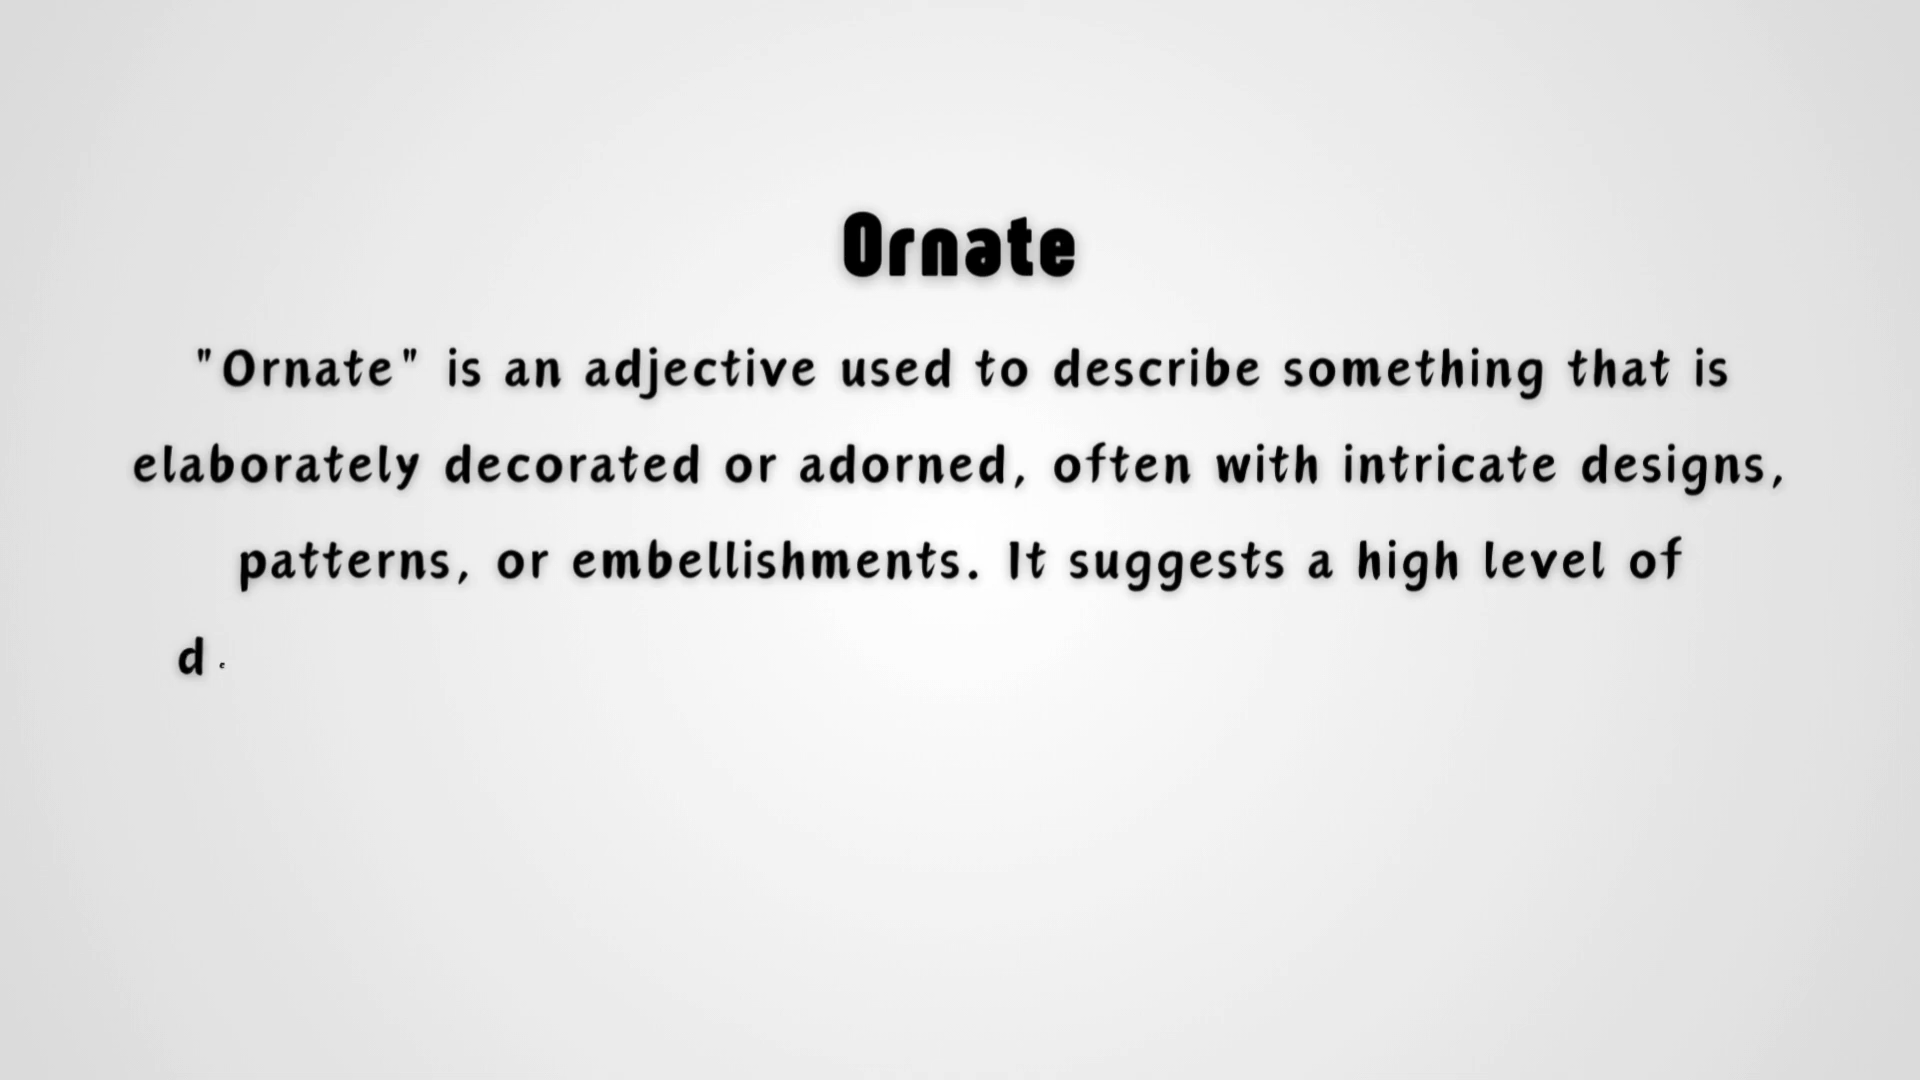 Ornate
"Ornate" is an adjective used to describe something that is
elaborately decorated or adorned, often with intricate designs,
patterns, or embellishments. It suggests a high level of
d